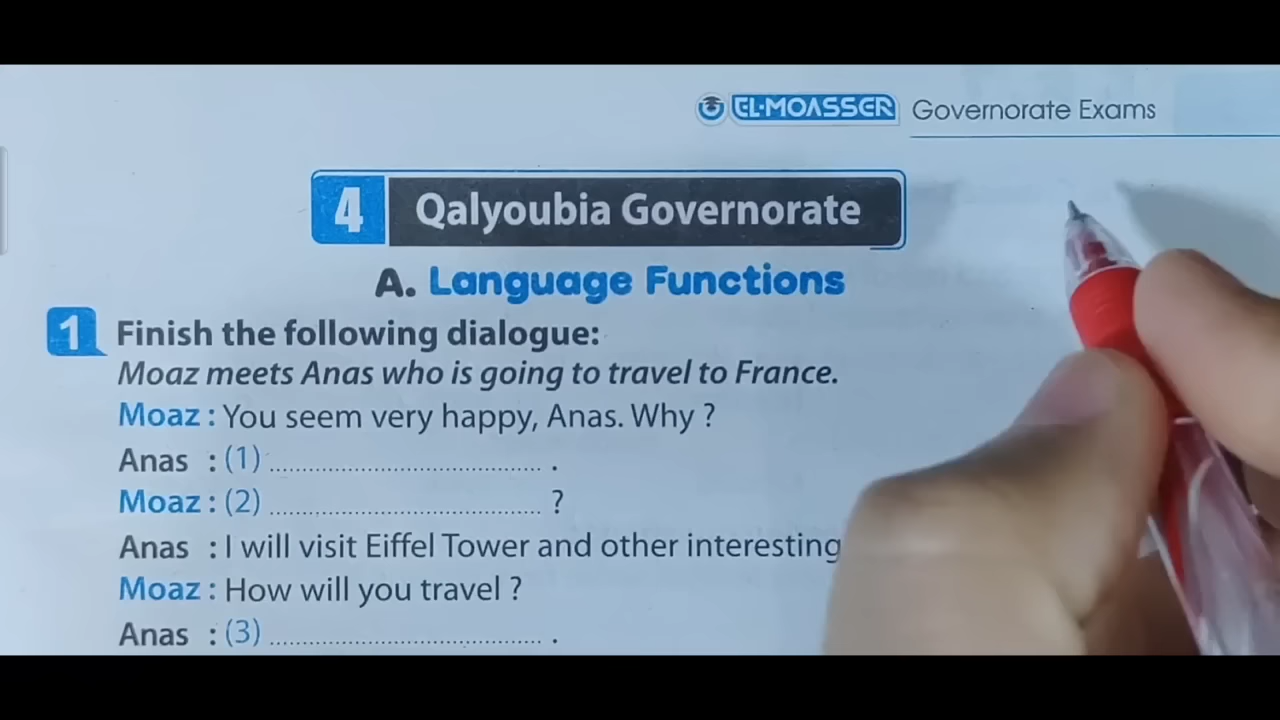 EL-MOASSER Governorate Exams
4 Qalyoubia Governorate
A. Language Functions
1 Finish the following dialogue:
Moaz meets Anas who is going to travel to France.
Moaz : You seem very happy, Anas. Why ?
Anas : (1) .......................................... .
Moaz : (2) .......................................... ?
Anas : I will visit Eiffel Tower and other interesting
Moaz : How will you travel ?
Anas : (3) .......................................... .